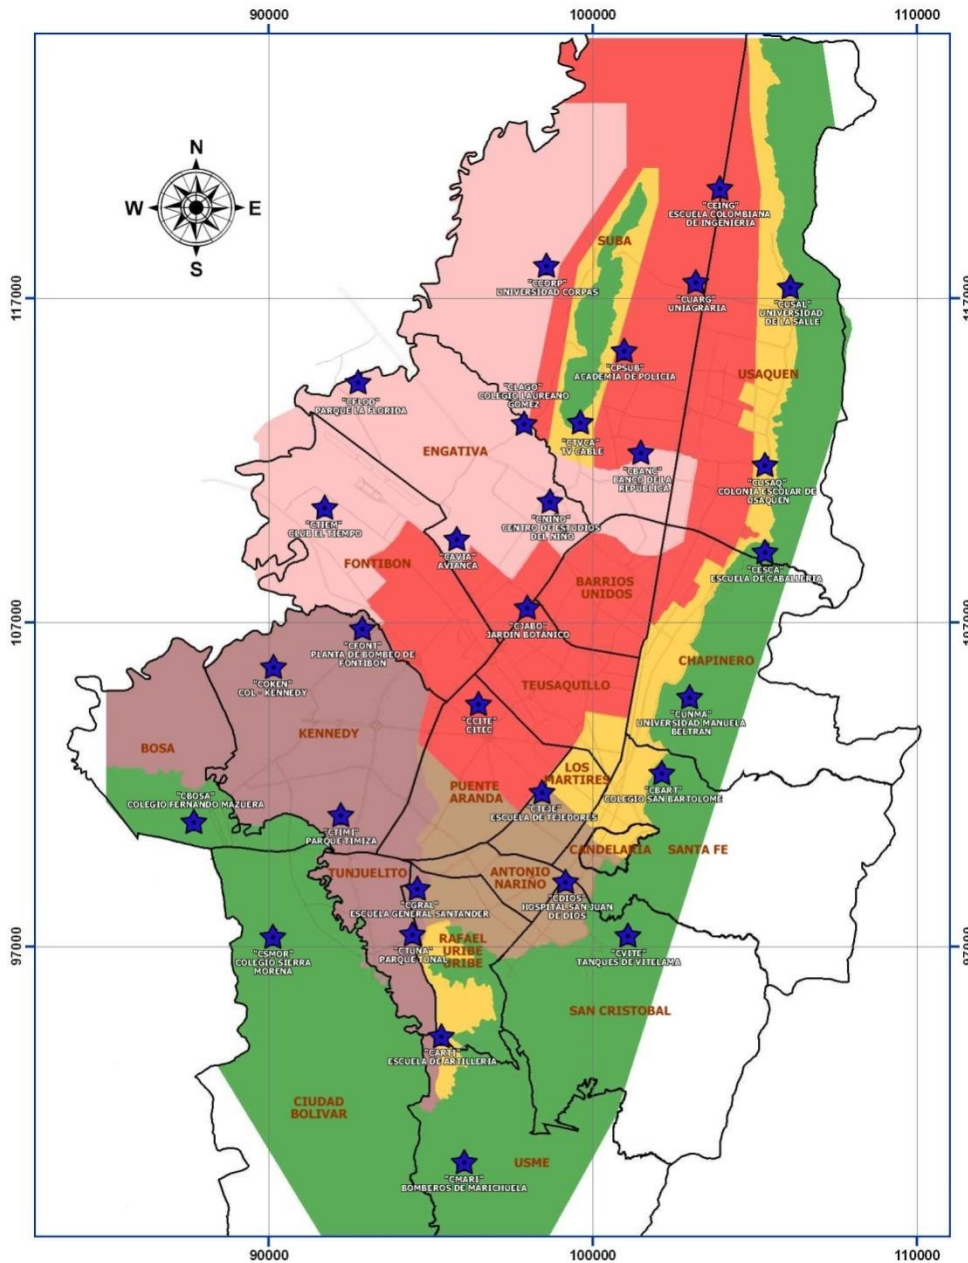 90000
100000
110000
N
W
E
S
"CEING"
ESCUELA COLOMBIANA
DE INGENIERIA
SUBA
117000
117000
"CCORP"
UNIVERSIDAD CORPAS
"CUARG"
UNIAGRARIA
"CUSAL"
UNIVERSIDAD
DE LA SALLE
"CPSUB"
ACADEMIA DE POLICIA
USAQUEN
"CFLOD"
PARQUE LA FLORIDA
"CLAGO"
COLEGIO LAUREANO
GOMEZ
"CTVCA"
TV CABLE
ENGATIVA
"CBANC"
BANCO DE LA
REPUBLICA
"CUSAQ"
COLONIA ESCOLAR DE
USAQUEN
"CTIEM"
CLUB EL TIEMPO
"CNINO"
CENTRO DE ESTUDIOS
DEL NIÑO
"CAVIA"
AVIANCA
FONTIBON
"CESCA"
ESCUELA DE CABALLERIA
BARRIOS
UNIDOS
107000
107000
"CJABO"
JARDIN BOTANICO
"CFONT"
PLANTA DE BOMBEO DE
FONTIBON
"COKEN"
COL - KENNEDY
CHAPINERO
TEUSAQUILLO
"CUNMA"
UNIVERSIDAD MANUELA
BELTRAN
"CCITE"
CITEC
KENNEDY
BOSA
LOS
MARTIRES
PUENTE
ARANDA
"CBART"
COLEGIO SAN BARTOLOME
"CTEJE"
ESCUELA DE TEJEDORES
"CBOSA"
COLEGIO FERNANDO MAZUERA
"CTIMI"
PARQUE TIMIZA
CANDELARIA
SANTA FE
TUNJUELITO
ANTONIO
NARIÑO
"CGRAL"
ESCUELA GENERAL SANTANDER
"CDIOS"
HOSPITAL SAN JUAN
DE DIOS
97000
97000
"CSMOR"
COLEGIO SIERRA
MORENA
"CTUNA"
PARQUE TUNAL
RAFAEL
URIBE
URIBE
"CVITE"
TANQUES DE VITELAMA
SAN CRISTOBAL
"CARTI"
ESCUELA DE ARTILLERIA
CIUDAD
BOLIVAR
USME
"CMARI"
BOMBEROS DE MARICHUELA
90000
100000
110000